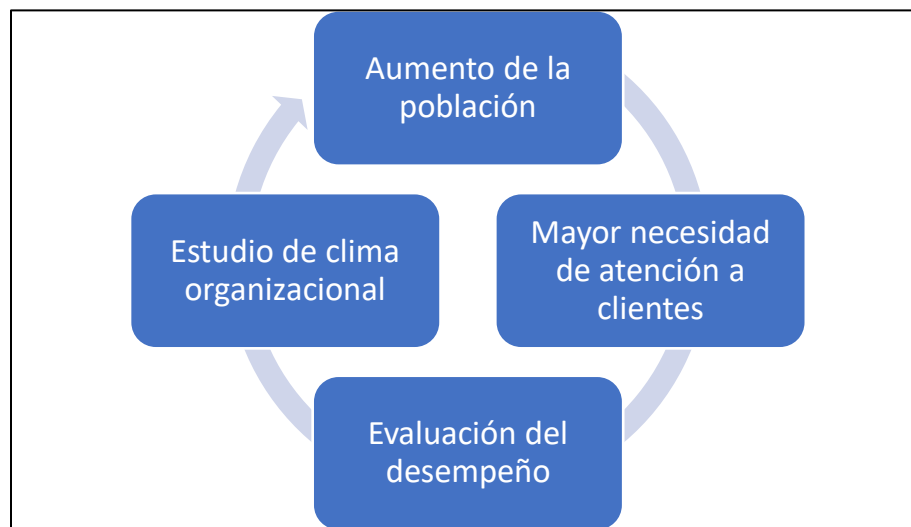 Aumento de la
población
Mayor necesidad
de atención a
clientes
Evaluación del
desempeño
Estudio de clima
organizacional